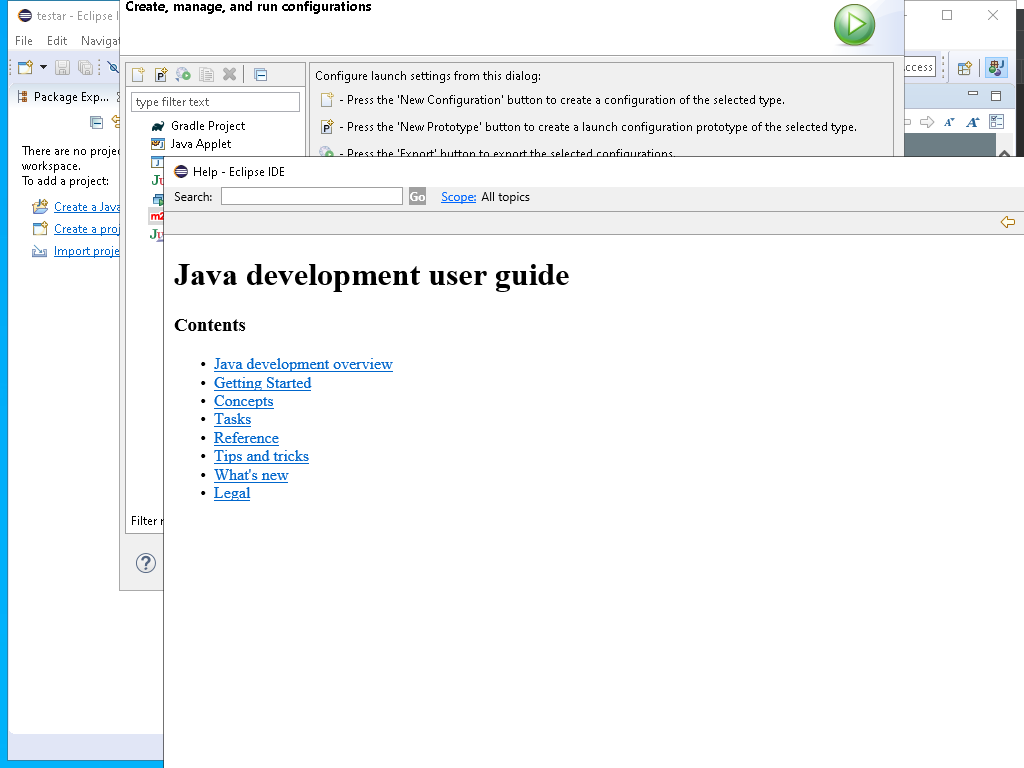 testar - Eclipse I
File Edit Navigat
Package Exp...
There are no projec
workspace.
To add a project:
Create a Java
Create a proj
Import proje
Create, manage, and run configurations
type filter text
Gradle Project
Java Applet
Filter r
Configure launch settings from this dialog:
- Press the 'New Configuration' button to create a configuration of the selected type.
- Press the 'New Prototype' button to create a launch configuration prototype of the selected type.
- Press the 'Export' button to export the selected configurations.
ccess
Help - Eclipse IDE
Search: Go Scope: All topics
Java development user guide
Contents
• Java development overview
• Getting Started
• Concepts
• Tasks
• Reference
• Tips and tricks
• What's new
• Legal